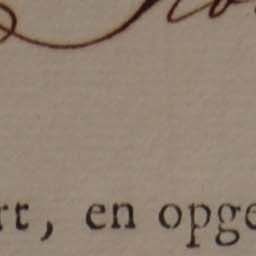 rt, en opge